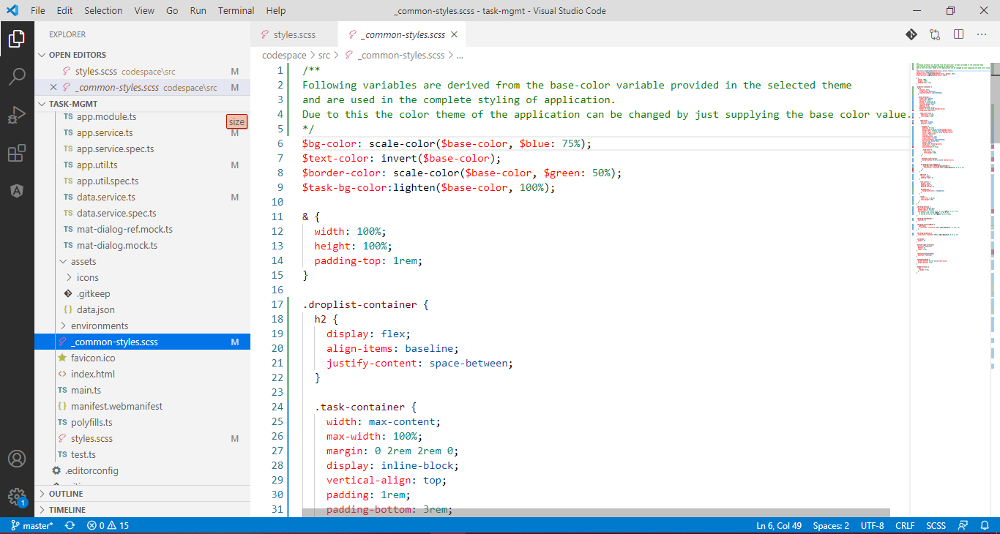 File Edit Selection View Go Run Terminal Help
_common-styles.scss - task-mgmt - Visual Studio Code
EXPLORER
OPEN EDITORS
styles.scss codespace\src M
_common-styles.scss codespace\src M
TASK-MGMT
TS app.module.ts
size
TS app.service.ts M
TS app.service.spec.ts
TS app.util.ts M
TS app.util.spec.ts
TS data.service.ts M
TS data.service.spec.ts
TS mat-dialog-ref.mock.ts
TS mat-dialog.mock.ts
assets
icons
.gitkeep
{} data.json
environments
_common-styles.scss M
favicon.ico
<> index.html
TS main.ts
{} manifest.webmanifest
TS polyfills.ts
styles.scss M
TS test.ts
.editorconfig
OUTLINE
TIMELINE
1
styles.scss
_common-styles.scss
codespace > src > _common-styles.scss > ...
1 /**
2 Following variables are derived from the base-color variable provided in the selected theme
3 and are used in the complete styling of application.
4 Due to this the color theme of the application can be changed by just supplying the base color value.
5 */
6 $bg-color: scale-color($base-color, $blue: 75%);
7 $text-color: invert($base-color);
8 $border-color: scale-color($base-color, $green: 50%);
9 $task-bg-color:lighten($base-color, 100%);
10
11 & {
12 width: 100%;
13 height: 100%;
14 padding-top: 1rem;
15 }
16
17 .droplist-container {
18 h2 {
19 display: flex;
20 align-items: baseline;
21 justify-content: space-between;
22 }
23
24 .task-container {
25 width: max-content;
26 max-width: 100%;
27 margin: 0 2rem 2rem 0;
28 display: inline-block;
29 vertical-align: top;
30 padding: 1rem;
31 padding-bottom: 3rem;
master* 0 15
Ln 6, Col 49 Spaces: 2 UTF-8 CRLF SCSS